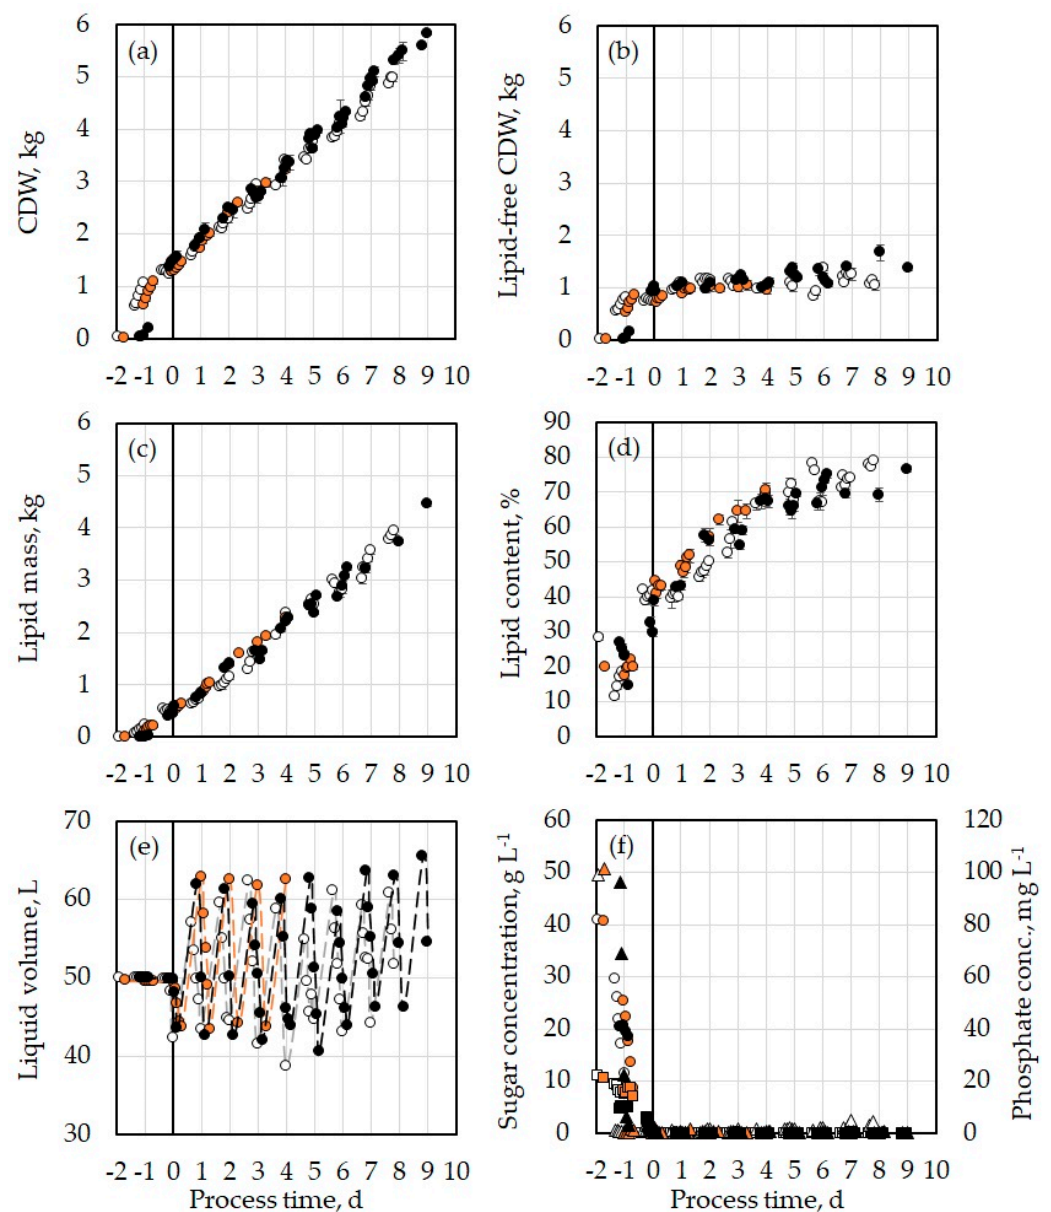 (a)
CDW, kg
6
5
4
3
2
1
0
-2 -1 0 1 2 3 4 5 6 7 8 9 10
(b)
Lipid-free CDW, kg
6
5
4
3
2
1
0
-2 -1 0 1 2 3 4 5 6 7 8 9 10
(c)
Lipid mass, kg
6
5
4
3
2
1
0
-2 -1 0 1 2 3 4 5 6 7 8 9 10
(d)
Lipid content, %
90
80
70
60
50
40
30
20
10
0
-2 -1 0 1 2 3 4 5 6 7 8 9 10
(e)
Liquid volume, L
70
60
50
40
30
-2 -1 0 1 2 3 4 5 6 7 8 9 10
Process time, d
(f)
Sugar concentration, g L-1
60
50
40
30
20
10
0
120
100
80
60
40
20
0
Phosphate conc., mg L-1
-2 -1 0 1 2 3 4 5 6 7 8 9 10
Process time, d